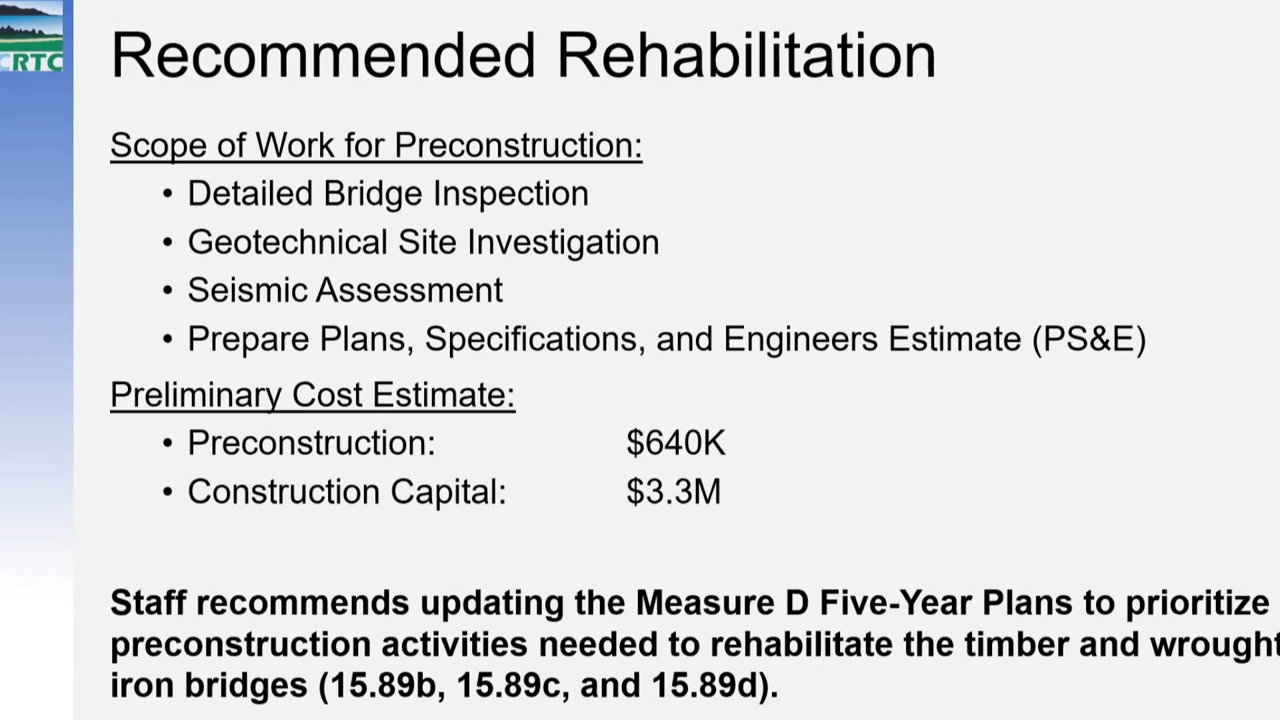 CRTC
Recommended Rehabilitation
Scope of Work for Preconstruction:
• Detailed Bridge Inspection
• Geotechnical Site Investigation
• Seismic Assessment
• Prepare Plans, Specifications, and Engineers Estimate (PS&E)
Preliminary Cost Estimate:
• Preconstruction: $640K
• Construction Capital: $3.3M
Staff recommends updating the Measure D Five-Year Plans to prioritize
preconstruction activities needed to rehabilitate the timber and wrought
iron bridges (15.89b, 15.89c, and 15.89d).